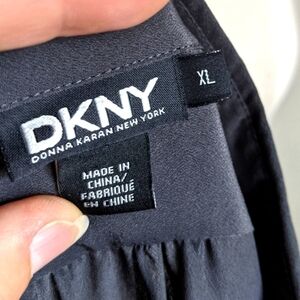 DKNY
DONNA KARAN NEW YORK
XL
MADE IN
CHINA/
FABRIQUÉ
EN CHINE